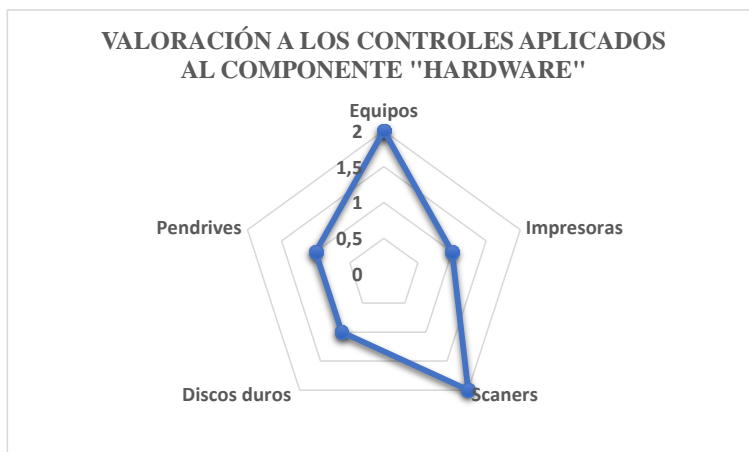 VALORACIÓN A LOS CONTROLES APLICADOS
AL COMPONENTE "HARDWARE"
Equipos
2
1,5
1
0,5
0
Pendrives
Impresoras
Discos duros
Scaners